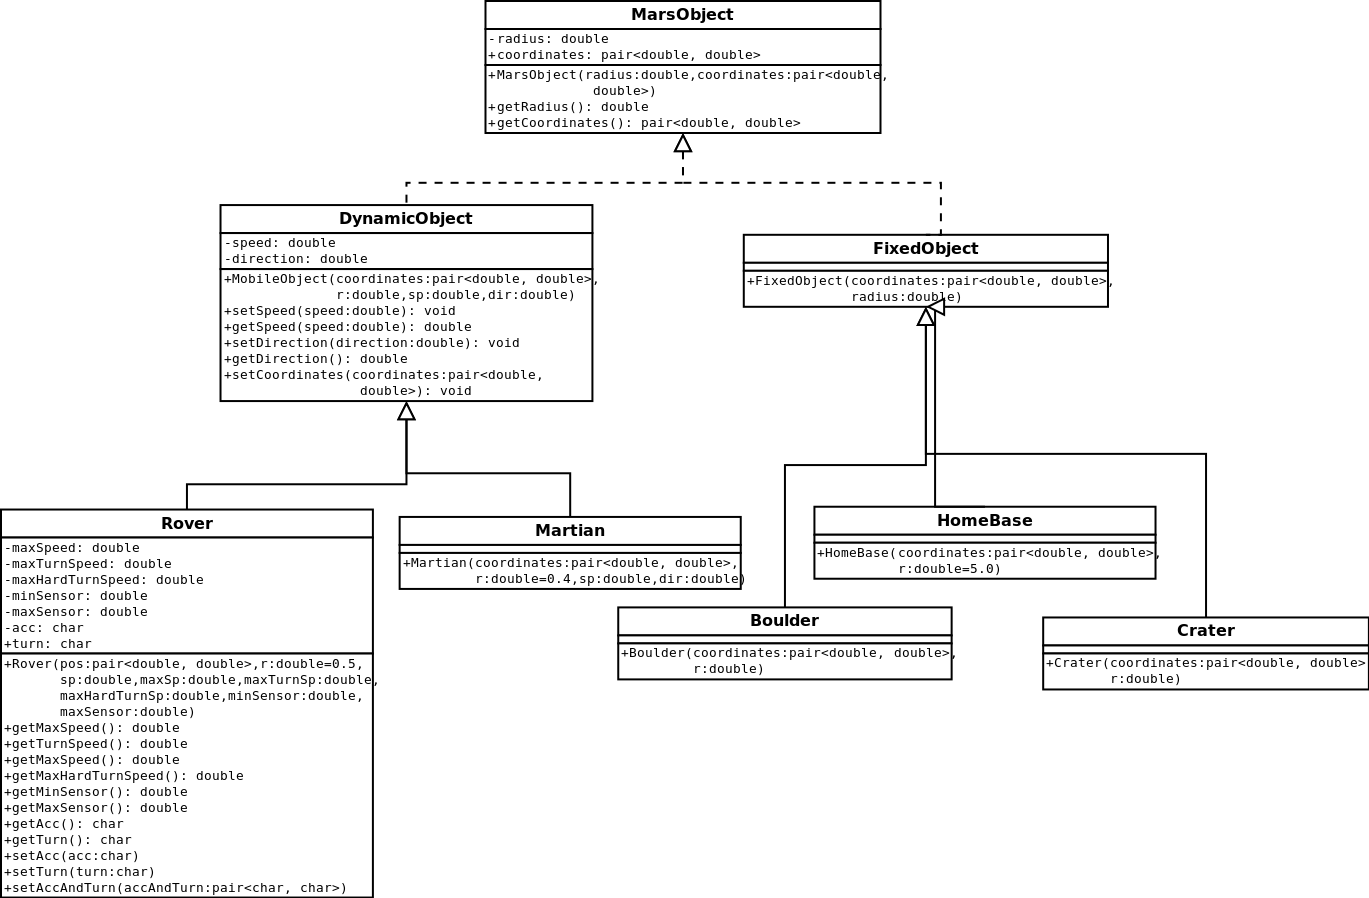 MarsObject
-radius: double
+coordinates: pair<double, double>
+MarsObject(radius:double,coordinates:pair<double,
double>)
+getRadius(): double
+getCoordinates(): pair<double, double>
DynamicObject
-speed: double
-direction: double
+MobileObject(coordinates:pair<double, double>,
r:double,sp:double,dir:double)
+setSpeed(speed:double): void
+getSpeed(speed:double): double
+setDirection(direction:double): void
+getDirection(): double
+setCoordinates(coordinates:pair<double,
double>): void
FixedObject
+FixedObject(coordinates:pair<double, double>,
radius:double)
Rover
-maxSpeed: double
-maxTurnSpeed: double
-maxHardTurnSpeed: double
-minSensor: double
-maxSensor: double
-acc: char
+turn: char
+Rover(pos:pair<double, double>,r:double=0.5,
sp:double,maxSp:double,maxTurnSp:double,
maxHardTurnSp:double,minSensor:double,
maxSensor:double)
+getMaxSpeed(): double
+getTurnSpeed(): double
+getMaxSpeed(): double
+getMaxHardTurnSpeed(): double
+getMinSensor(): double
+getMaxSensor(): double
+getAcc(): char
+getTurn(): char
+setAcc(acc:char)
+setTurn(turn:char)
+setAccAndTurn(accAndTurn:pair<char, char>)
Martian
+Martian(coordinates:pair<double, double>,
r:double=0.4,sp:double,dir:double)
HomeBase
+HomeBase(coordinates:pair<double, double>,
r:double=5.0)
Boulder
+Boulder(coordinates:pair<double, double>,
r:double)
Crater
+Crater(coordinates:pair<double, double>
r:double)